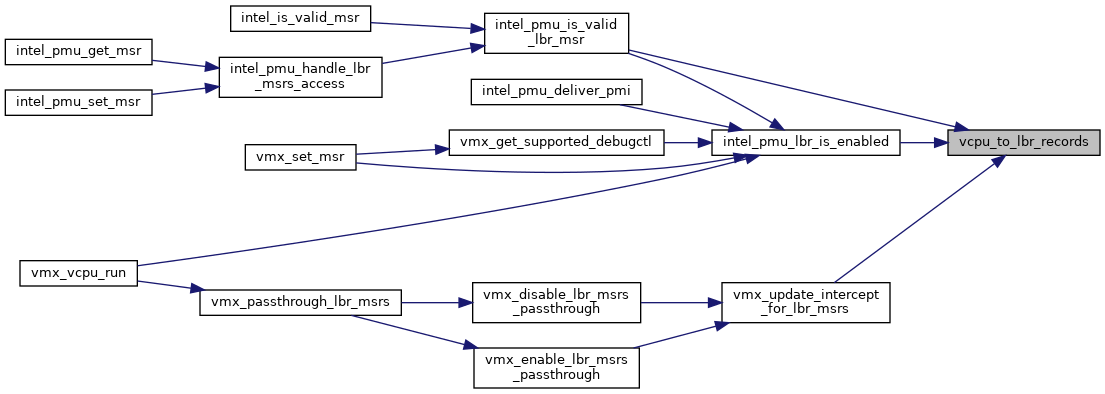 intel_is_valid_msr
intel_pmu_is_valid
_lbr_msr
intel_pmu_get_msr
intel_pmu_handle_lbr
_msrs_access
intel_pmu_set_msr
intel_pmu_deliver_pmi
vmx_get_supported_debugctl
intel_pmu_lbr_is_enabled
vcpu_to_lbr_records
vmx_set_msr
vmx_vcpu_run
vmx_passthrough_lbr_msrs
vmx_disable_lbr_msrs
_passthrough
vmx_update_intercept
_for_lbr_msrs
vmx_enable_lbr_msrs
_passthrough